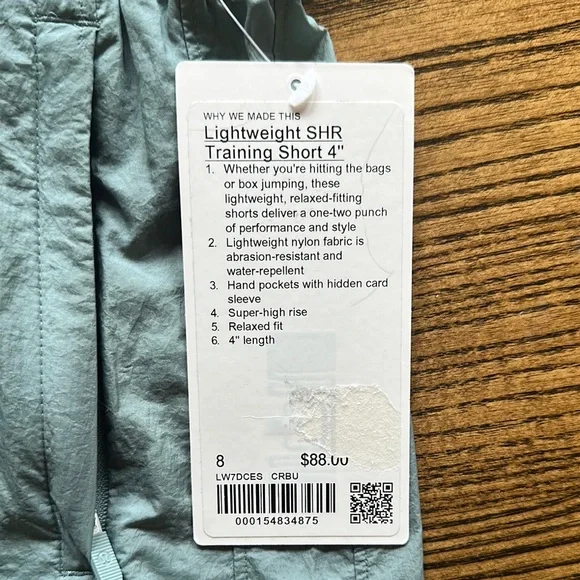 WHY WE MADE THIS
Lightweight SHR
Training Short 4"
1. Whether you're hitting the bags
or box jumping, these
lightweight, relaxed-fitting
shorts deliver a one-two punch
of performance and style
2. Lightweight nylon fabric is
abrasion-resistant and
water-repellent
3. Hand pockets with hidden card
sleeve
4. Super-high rise
5. Relaxed fit
6. 4" length
8 $88.00
LW7DCES CRBU
000154834875